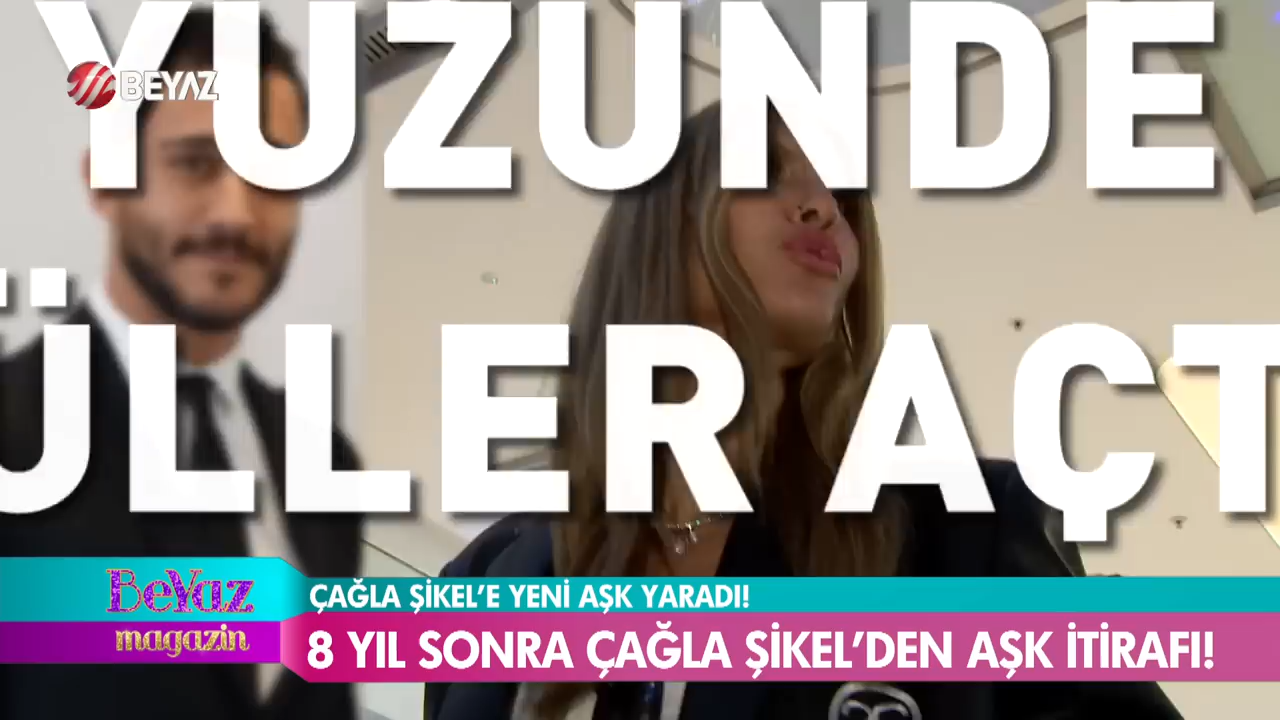 YÜZÜNDE
BEYAZ
ÜLLER AÇT
BeYaz
magazin
ÇAĞLA ŞİKEL'E YENİ AŞK YARADI!
8 YIL SONRA ÇAĞLA ŞİKEL'DEN AŞK İTİRAFI!